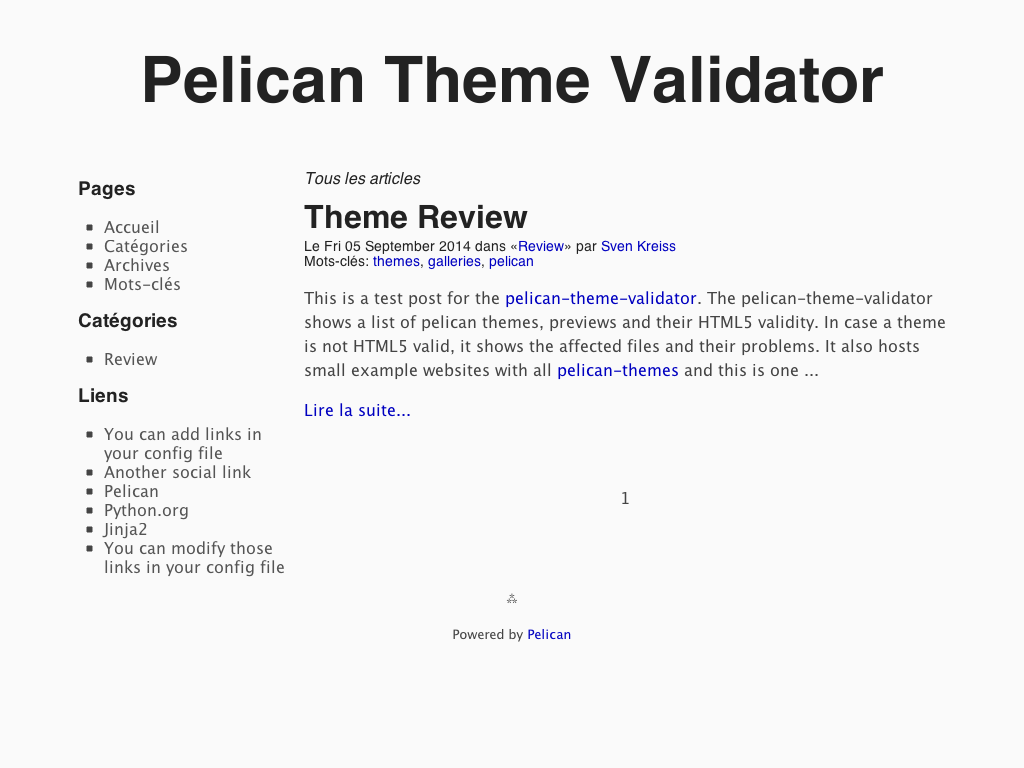 Pelican Theme Validator
Pages
Accueil
Catégories
Archives
Mots-clés
Catégories
Review
Liens
You can add links in
your config file
Another social link
Pelican
Python.org
Jinja2
You can modify those
links in your config file
Tous les articles
Theme Review
Le Fri 05 September 2014 dans «Review» par Sven Kreiss
Mots-clés: themes, galleries, pelican
This is a test post for the pelican-theme-validator. The pelican-theme-validator
shows a list of pelican themes, previews and their HTML5 validity. In case a theme
is not HTML5 valid, it shows the affected files and their problems. It also hosts
small example websites with all pelican-themes and this is one ...
Lire la suite...
1
⁂
Powered by Pelican